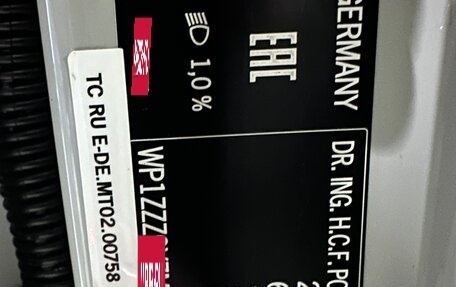 GERMANY
EAC
1,0 %
DR. ING. H.C.F. PO
WP1ZZZ
TC RU E-DE.MT02.00758